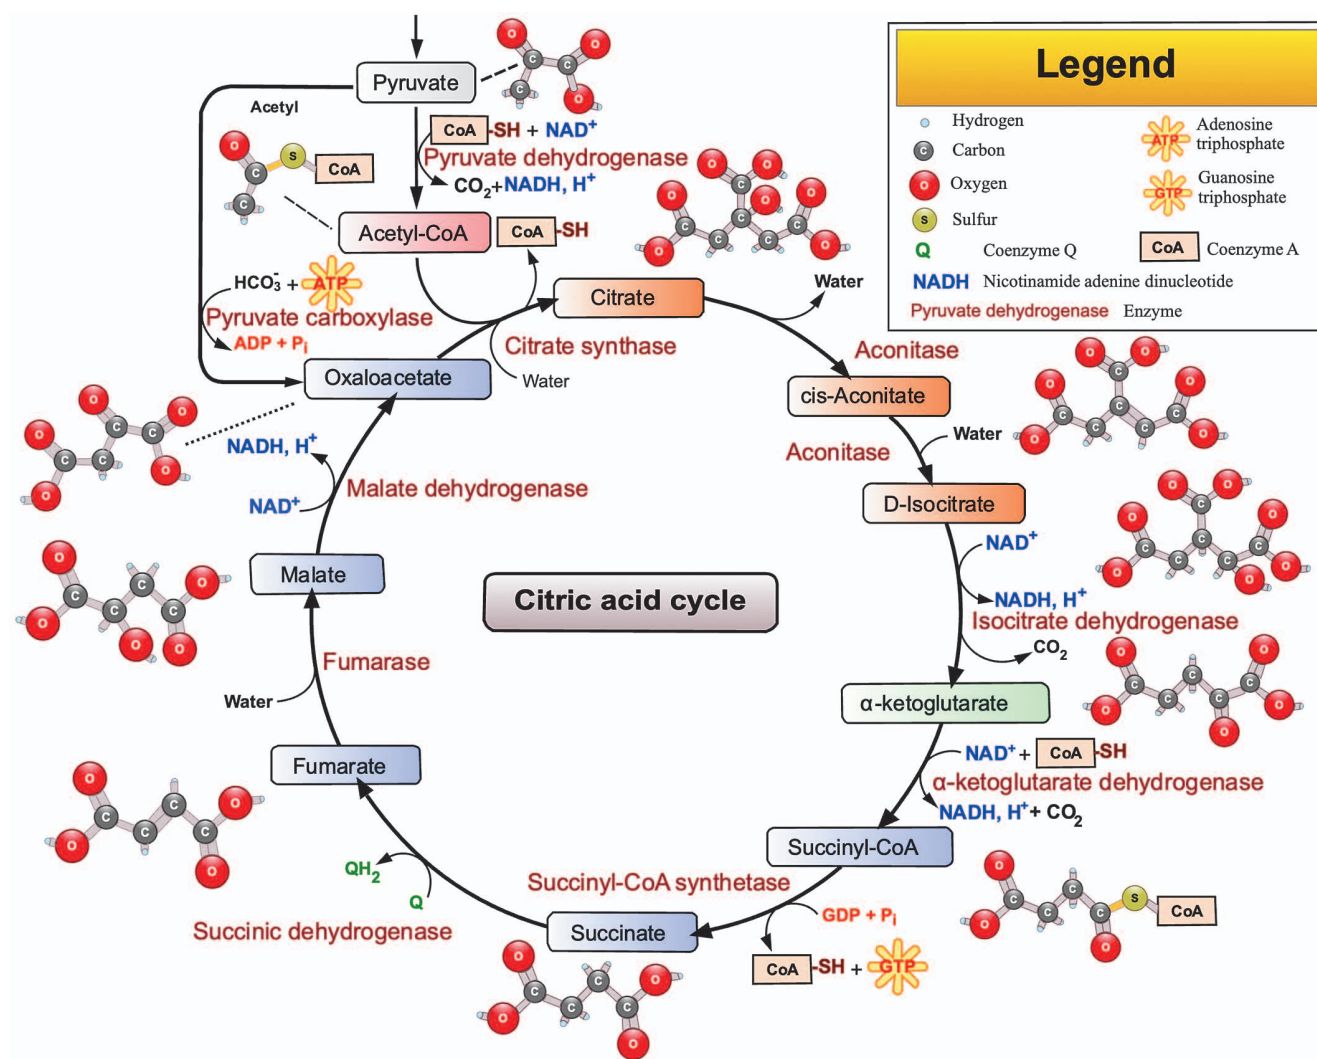 Pyruvate
Acetyl
CoA-SH + NAD⁺
Pyruvate dehydrogenase
CO₂+NADH, H⁺
S
CoA
Acetyl-CoA
CoA-SH
HCO₃⁻ + ATP
Pyruvate carboxylase
ADP + Pᵢ
Citrate
Water
Citrate synthase
Water
Oxaloacetate
Aconitase
cis-Aconitate
Water
Aconitase
D-Isocitrate
NAD⁺
NADH, H⁺
Isocitrate dehydrogenase
CO₂
α-ketoglutarate
NAD⁺ + CoA-SH
α-ketoglutarate dehydrogenase
NADH, H⁺ + CO₂
Succinyl-CoA
S
CoA
Succinyl-CoA synthetase
GDP + Pᵢ
CoA-SH + GTP
Succinate
Succinic dehydrogenase
Q
QH₂
Fumarate
Water
Fumarase
Malate
Malate dehydrogenase
NAD⁺
NADH, H⁺
Citric acid cycle
Legend
Hydrogen
C Carbon
O Oxygen
S Sulfur
Q Coenzyme Q
ATP Adenosine
triphosphate
GTP Guanosine
triphosphate
CoA Coenzyme A
NADH Nicotinamide adenine dinucleotide
Pyruvate dehydrogenase Enzyme